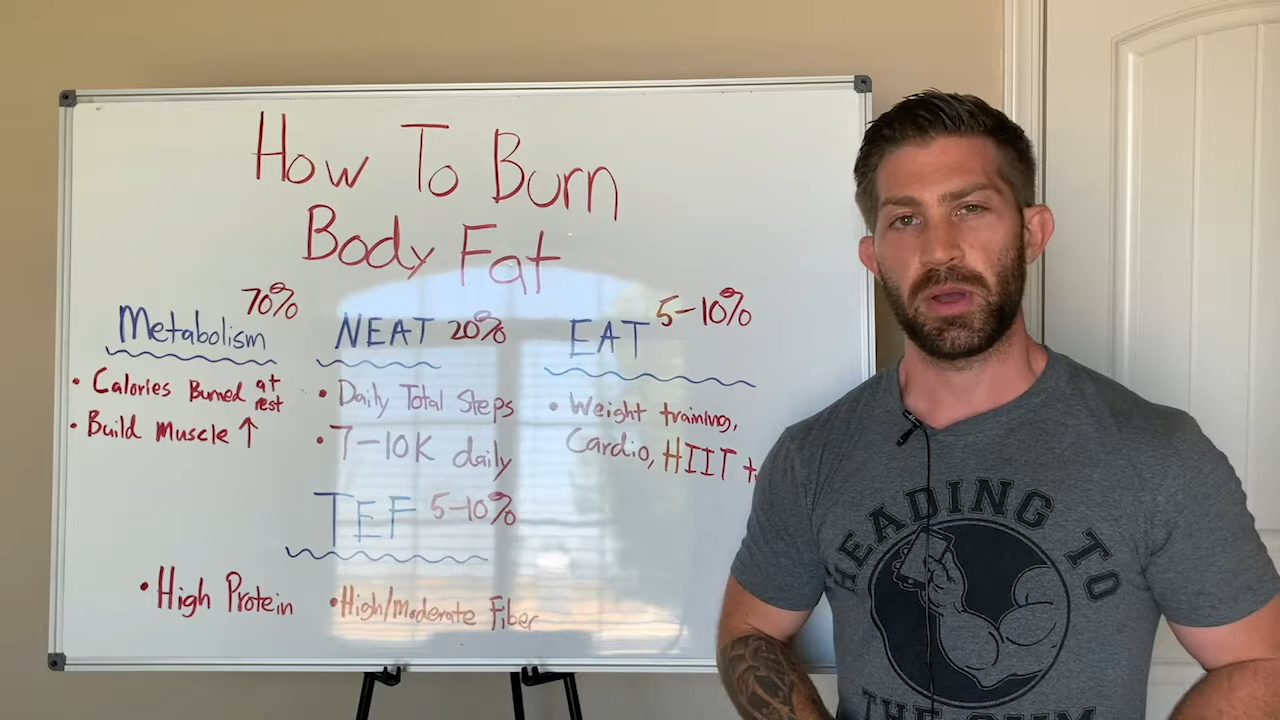 How To Burn
Body Fat
Metabolism 70%
• Calories Burned at rest
• Build Muscle ↑
NEAT 20%
• Daily Total Steps
• 7-10K daily
EAT 5-10%
• Weight training,
Cardio, HIIT
TEF 5-10%
• High Protein
• High/Moderate Fiber
HEADING TO
THE GYM